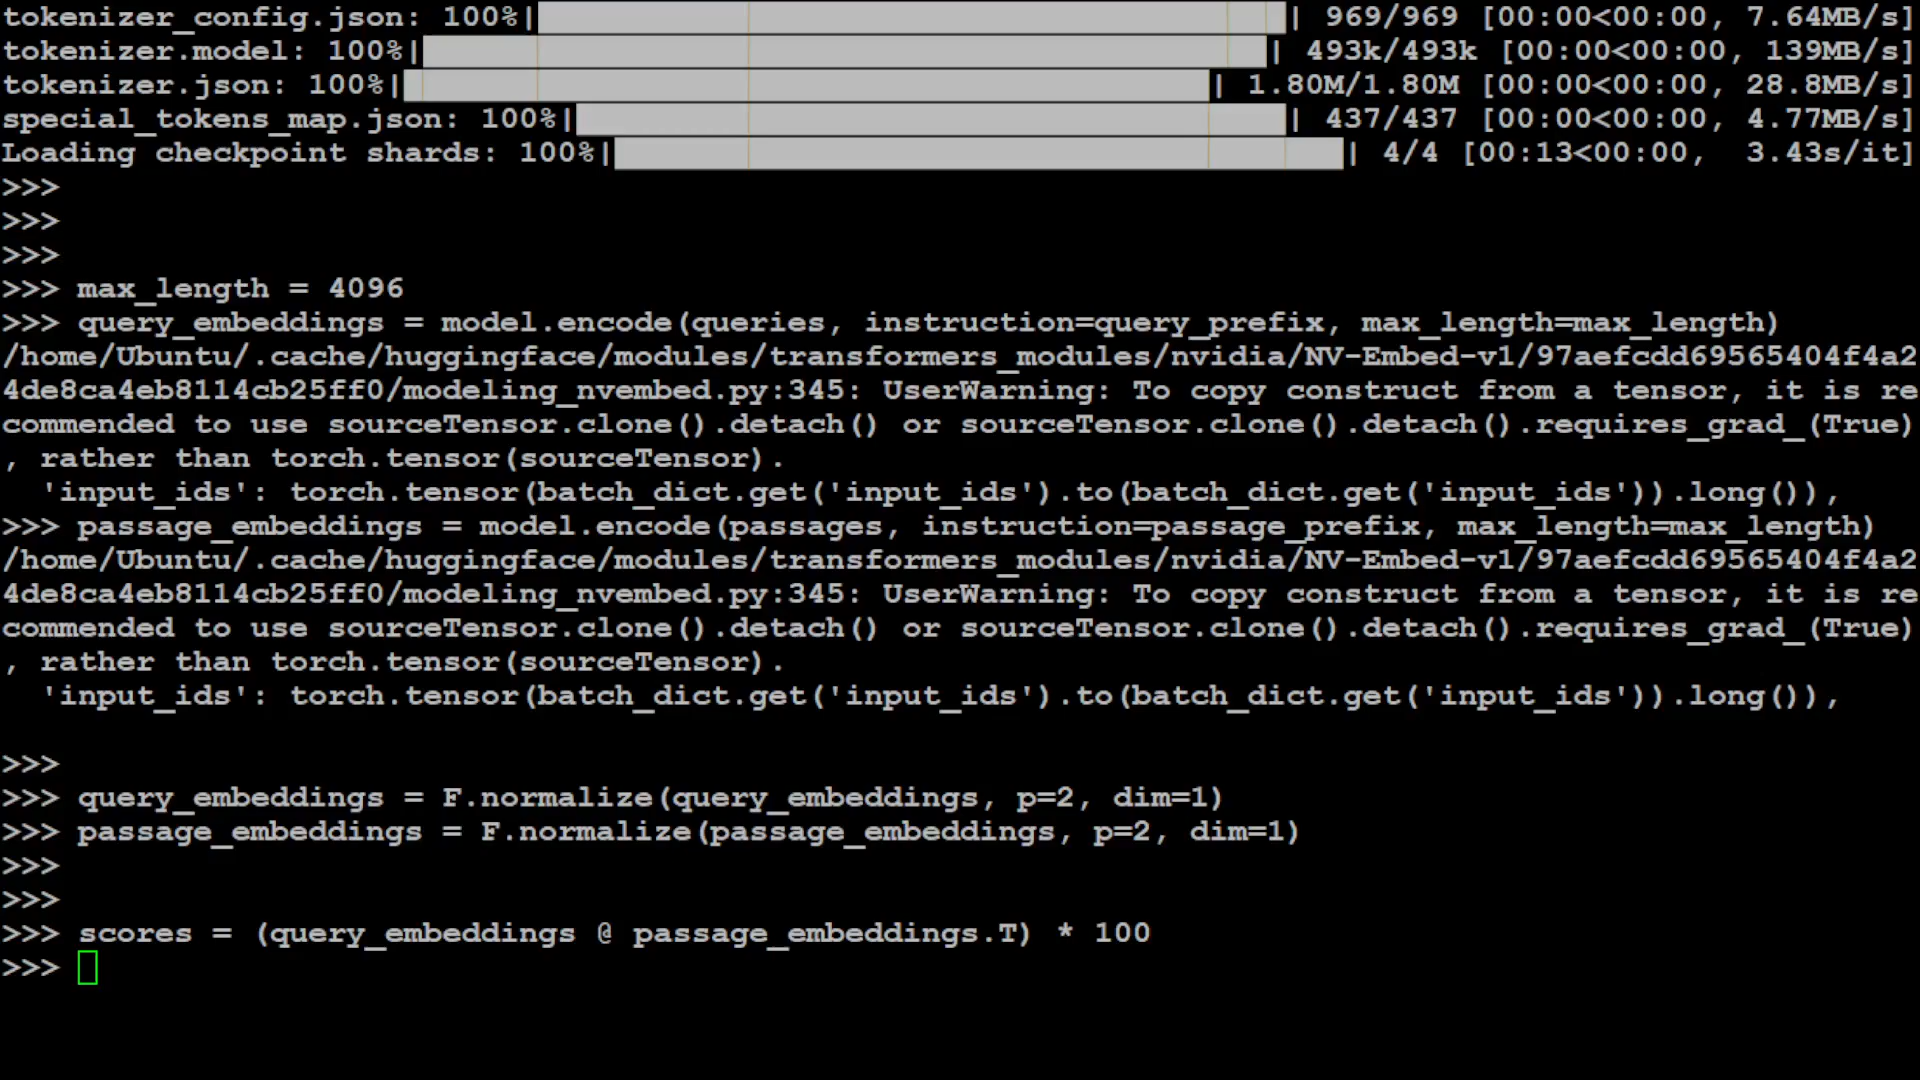 tokenizer_config.json: 100%|| 969/969 [00:00<00:00, 7.64MB/s]
tokenizer.model: 100%|| 493k/493k [00:00<00:00, 139MB/s]
tokenizer.json: 100%|| 1.80M/1.80M [00:00<00:00, 28.8MB/s]
special_tokens_map.json: 100%|| 437/437 [00:00<00:00, 4.77MB/s]
Loading checkpoint shards: 100%|| 4/4 [00:13<00:00,  3.43s/it]
>>>
>>>
>>>
>>> max_length = 4096
>>> query_embeddings = model.encode(queries, instruction=query_prefix, max_length=max_length)
/home/Ubuntu/.cache/huggingface/modules/transformers_modules/nvidia/NV-Embed-v1/97aefcdd69565404f4a2
4de8ca4eb8114cb25ff0/modeling_nvembed.py:345: UserWarning: To copy construct from a tensor, it is re
commended to use sourceTensor.clone().detach() or sourceTensor.clone().detach().requires_grad_(True)
, rather than torch.tensor(sourceTensor).
  'input_ids': torch.tensor(batch_dict.get('input_ids').to(batch_dict.get('input_ids')).long()),
>>> passage_embeddings = model.encode(passages, instruction=passage_prefix, max_length=max_length)
/home/Ubuntu/.cache/huggingface/modules/transformers_modules/nvidia/NV-Embed-v1/97aefcdd69565404f4a2
4de8ca4eb8114cb25ff0/modeling_nvembed.py:345: UserWarning: To copy construct from a tensor, it is re
commended to use sourceTensor.clone().detach() or sourceTensor.clone().detach().requires_grad_(True)
, rather than torch.tensor(sourceTensor).
  'input_ids': torch.tensor(batch_dict.get('input_ids').to(batch_dict.get('input_ids')).long()),
>>>
>>> query_embeddings = F.normalize(query_embeddings, p=2, dim=1)
>>> passage_embeddings = F.normalize(passage_embeddings, p=2, dim=1)
>>>
>>>
>>> scores = (query_embeddings @ passage_embeddings.T) * 100
>>>